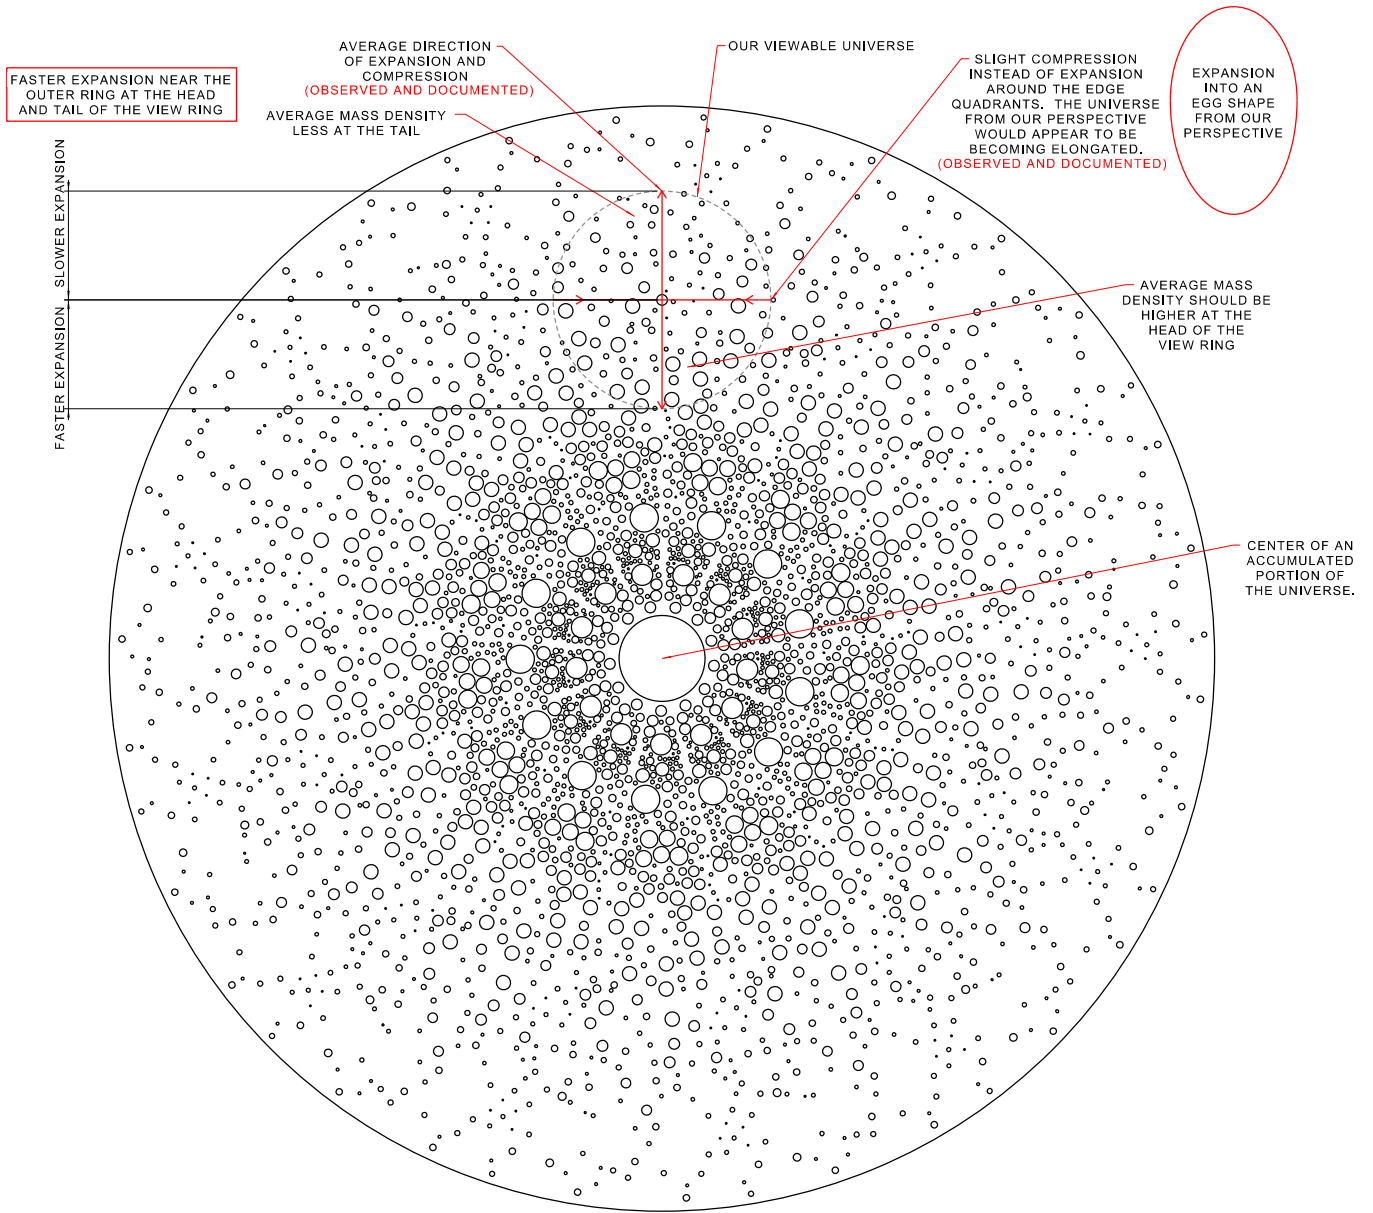 FASTER EXPANSION NEAR THE
OUTER RING AT THE HEAD
AND TAIL OF THE VIEW RING
AVERAGE DIRECTION
OF EXPANSION AND
COMPRESSION
(OBSERVED AND DOCUMENTED)
AVERAGE MASS DENSITY
LESS AT THE TAIL
OUR VIEWABLE UNIVERSE
SLIGHT COMPRESSION
INSTEAD OF EXPANSION
AROUND THE EDGE
QUADRANTS. THE UNIVERSE
FROM OUR PERSPECTIVE
WOULD APPEAR TO BE
BECOMING ELONGATED.
(OBSERVED AND DOCUMENTED)
EXPANSION
INTO AN
EGG SHAPE
FROM OUR
PERSPECTIVE
SLOWER EXPANSION
FASTER EXPANSION
AVERAGE MASS
DENSITY SHOULD BE
HIGHER AT THE
HEAD OF THE
VIEW RING
CENTER OF AN
ACCUMULATED
PORTION OF
THE UNIVERSE.